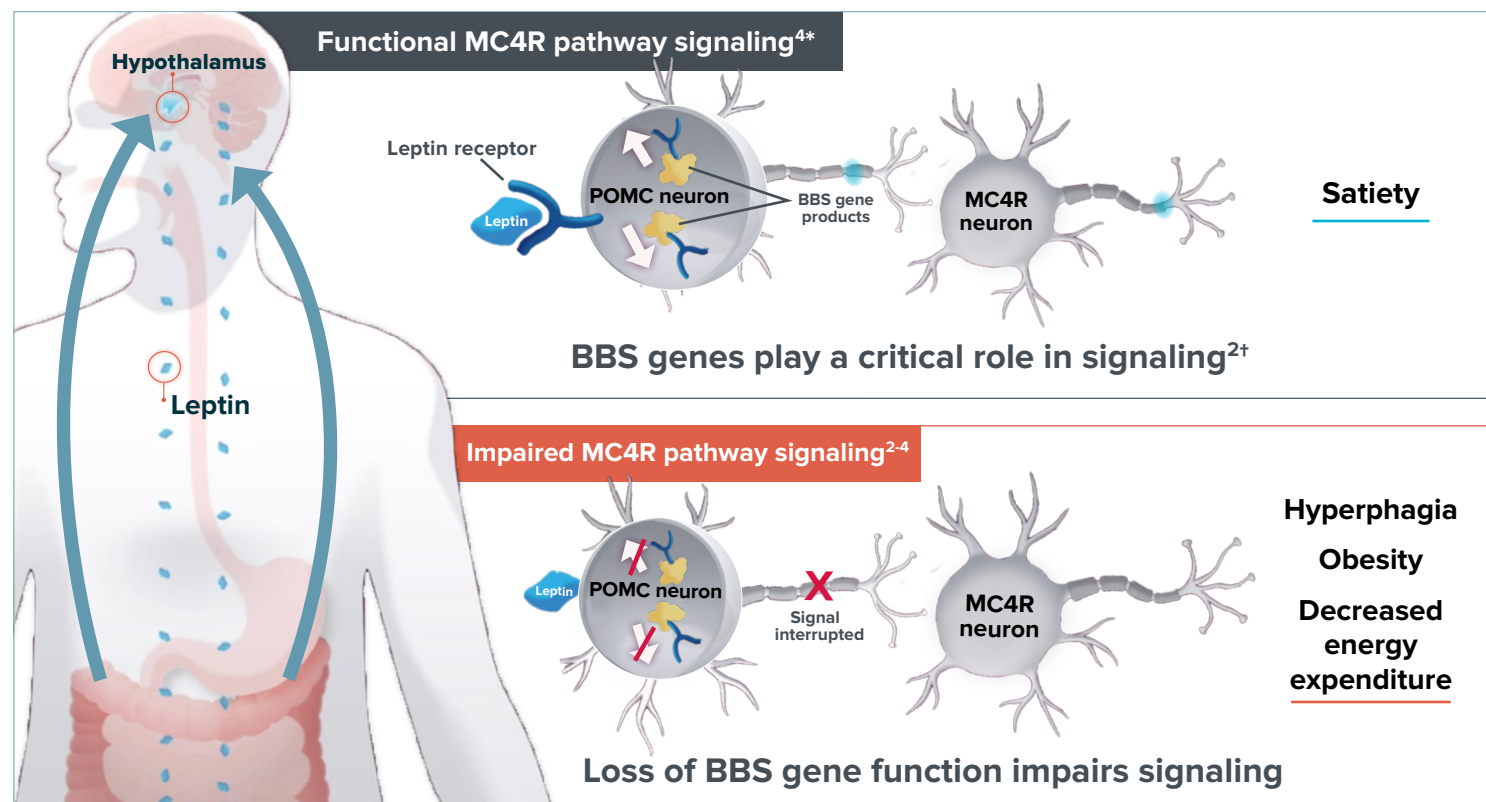 Functional MC4R pathway signaling4*
Hypothalamus
Leptin receptor
Leptin
POMC neuron
BBS gene
products
MC4R
neuron
Satiety
BBS genes play a critical role in signaling2†
Leptin
Impaired MC4R pathway signaling2-4
Leptin
POMC neuron
X
Signal
interrupted
MC4R
neuron
Hyperphagia
Obesity
Decreased
energy
expenditure
Loss of BBS gene function impairs signaling